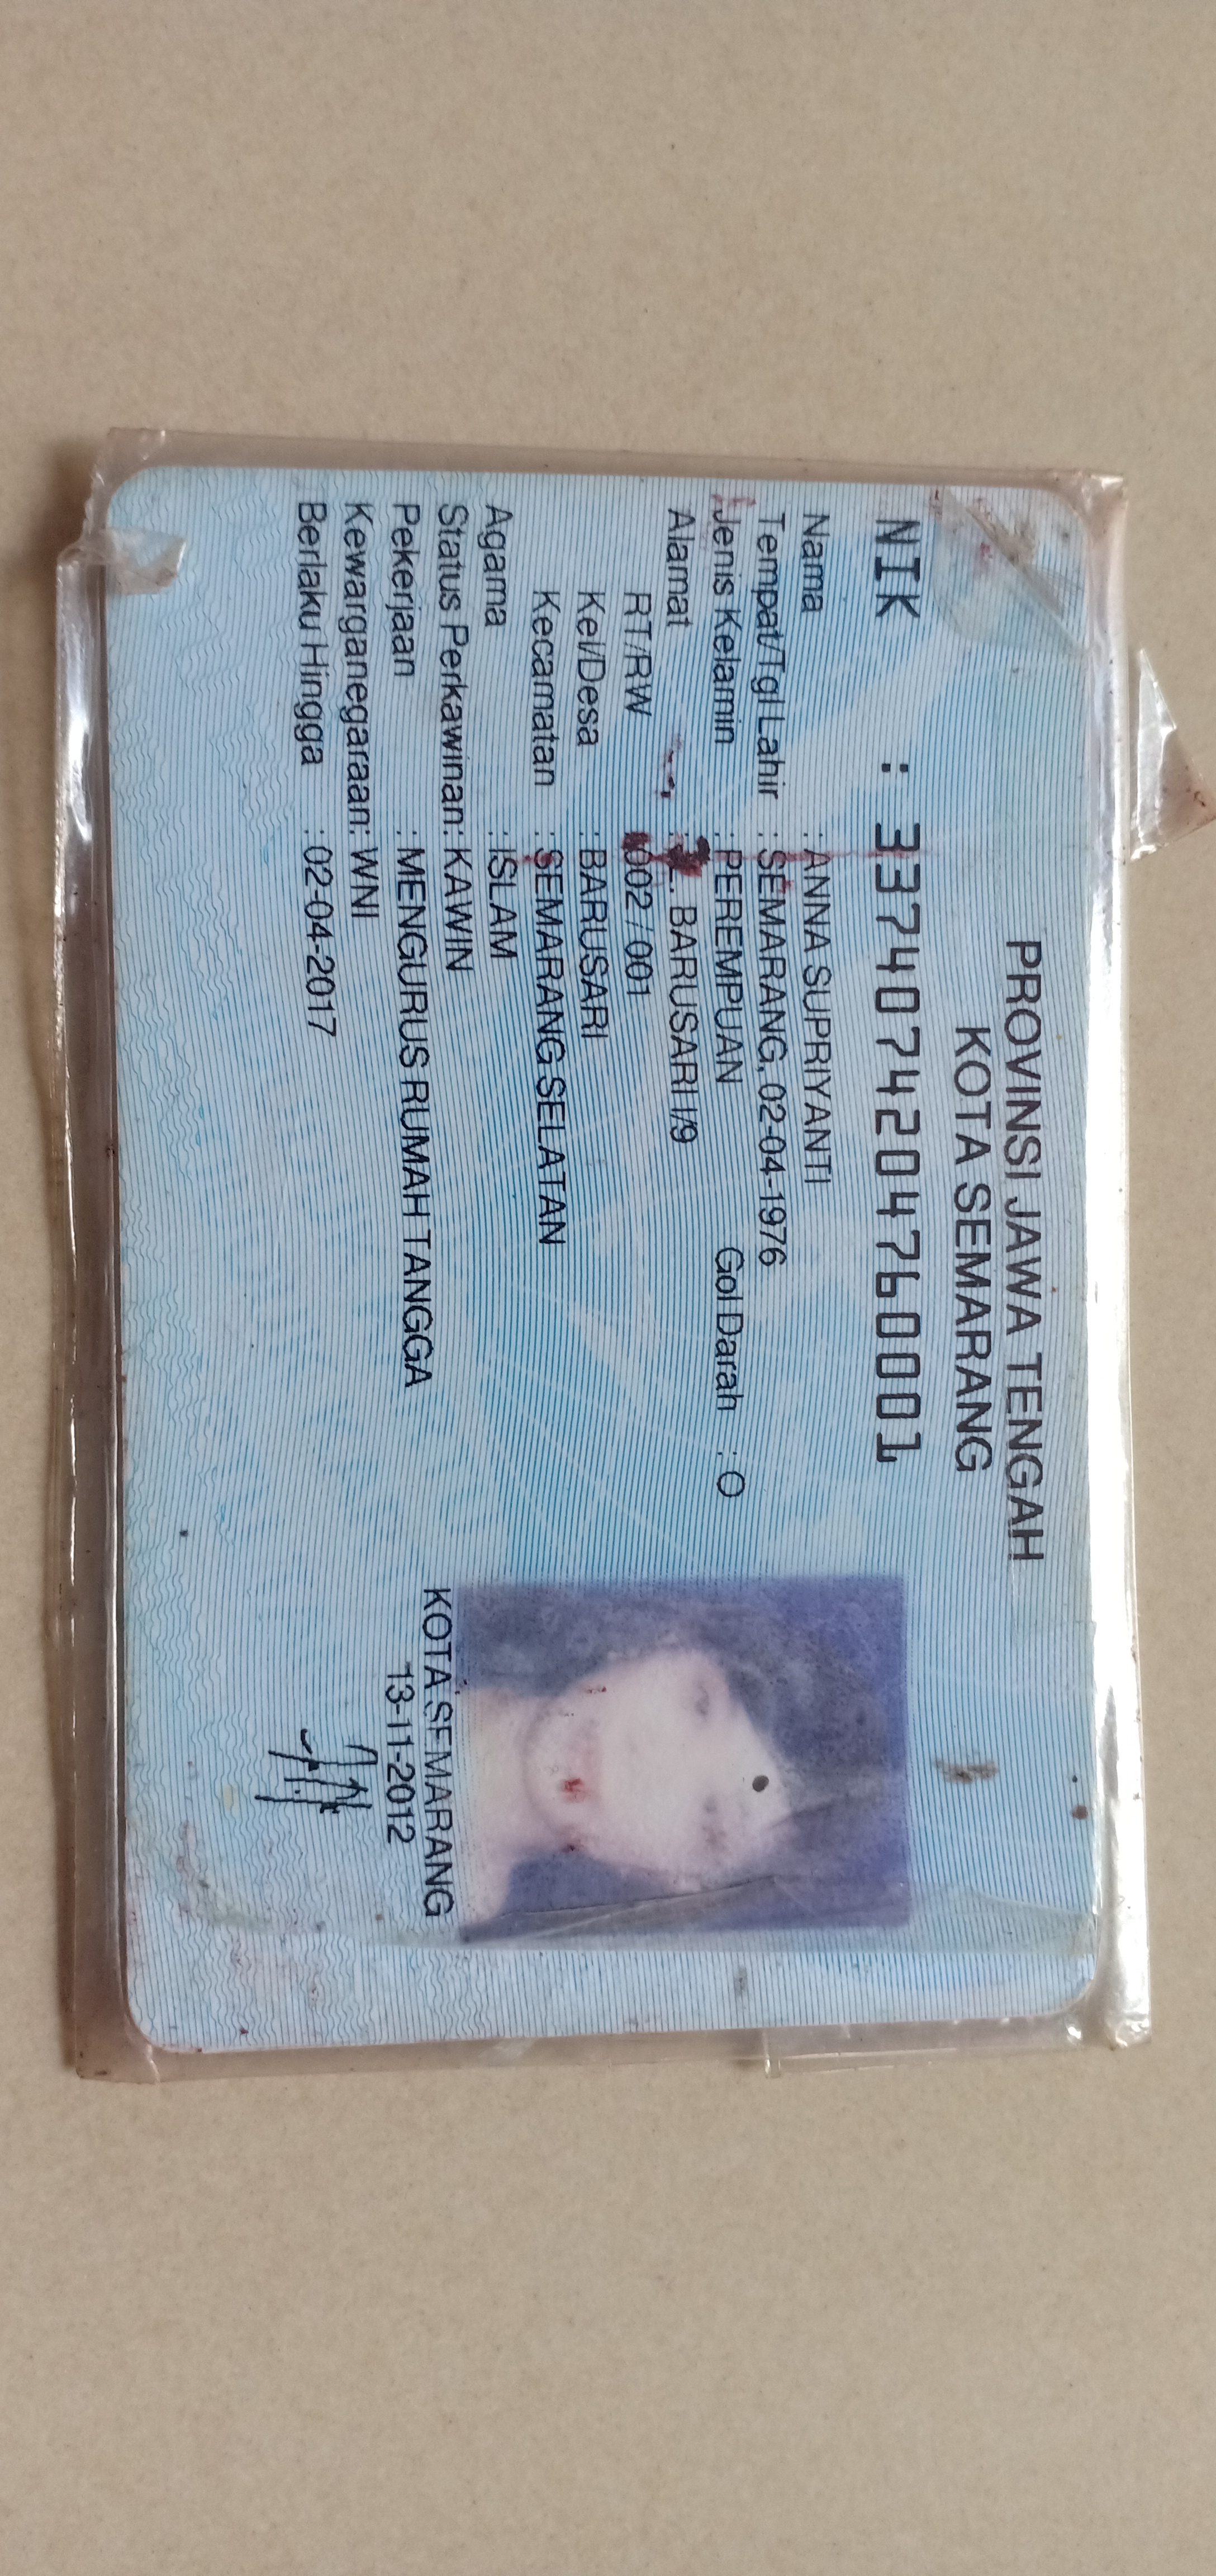 PROVINSI JAWA TENGAH
KOTA SEMARANG
NIK : 3374074204760001
Nama : ANNA SUPRIYANTI
Tempat/Tgl Lahir : SEMARANG, 02-04-1976
Jenis Kelamin : PEREMPUAN Gol Darah : O
Alamat BARUSARI I/9
RT/RW 002 / 001
Kel/Desa : BARUSARI
Kecamatan : SEMARANG SELATAN
Agama : ISLAM
Status Perkawinan: KAWIN
Pekerjaan : MENGURUS RUMAH TANGGA
Kewarganegaraan: WNI
Berlaku Hingga : 02-04-2017
KOTA SEMARANG
13-11-2012